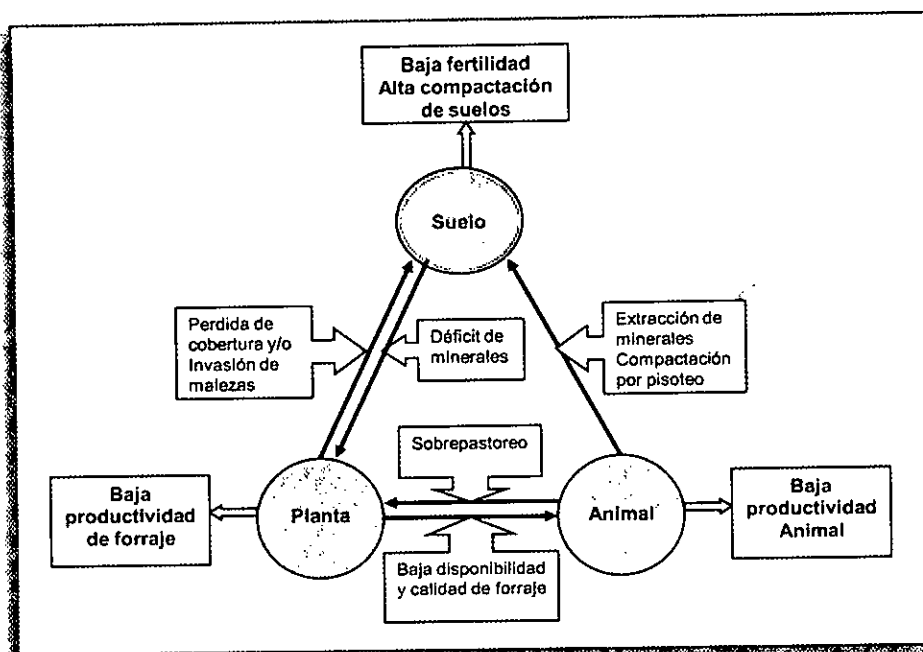 Baja fertilidad
Alta compactación
de suelos
Suelo
Perdida de
cobertura y/o
Invasión de
malezas
Déficit de
minerales
Extracción de
minerales
Compactación
por pisoteo
Sobrepastoreo
Baja
productividad
de forraje
Planta
Animal
Baja
productividad
Animal
Baja disponibilidad
y calidad de forraje